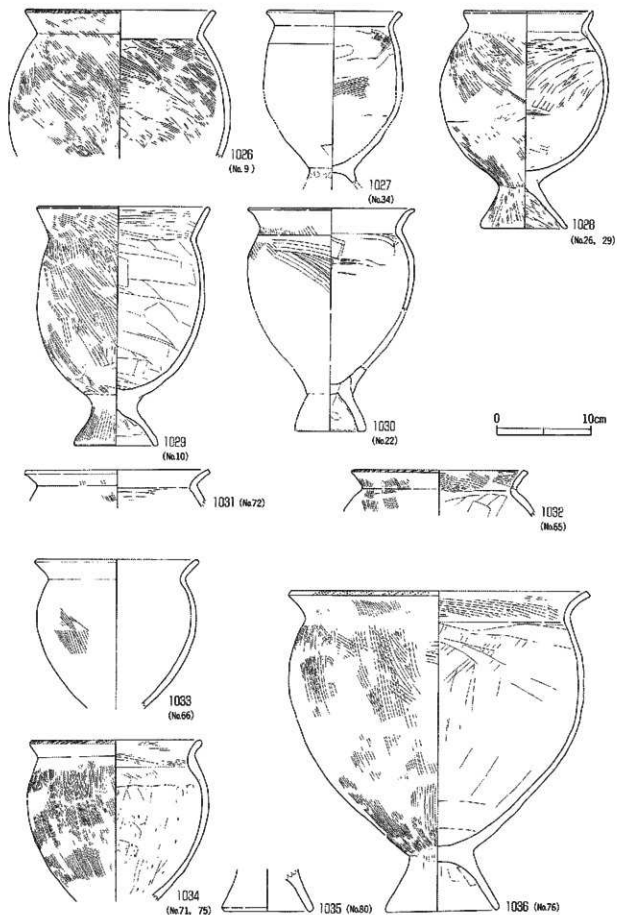 1026
(No.9)
1027
(No.34)
1028
(No.26, 29)
1029
(No.10)
1030
(No.22)
0 10cm
1031 (No.72)
1032
(No.65)
1033
(No.66)
1034
(No.71, 75)
1035 (No.80)
1036 (No.76)